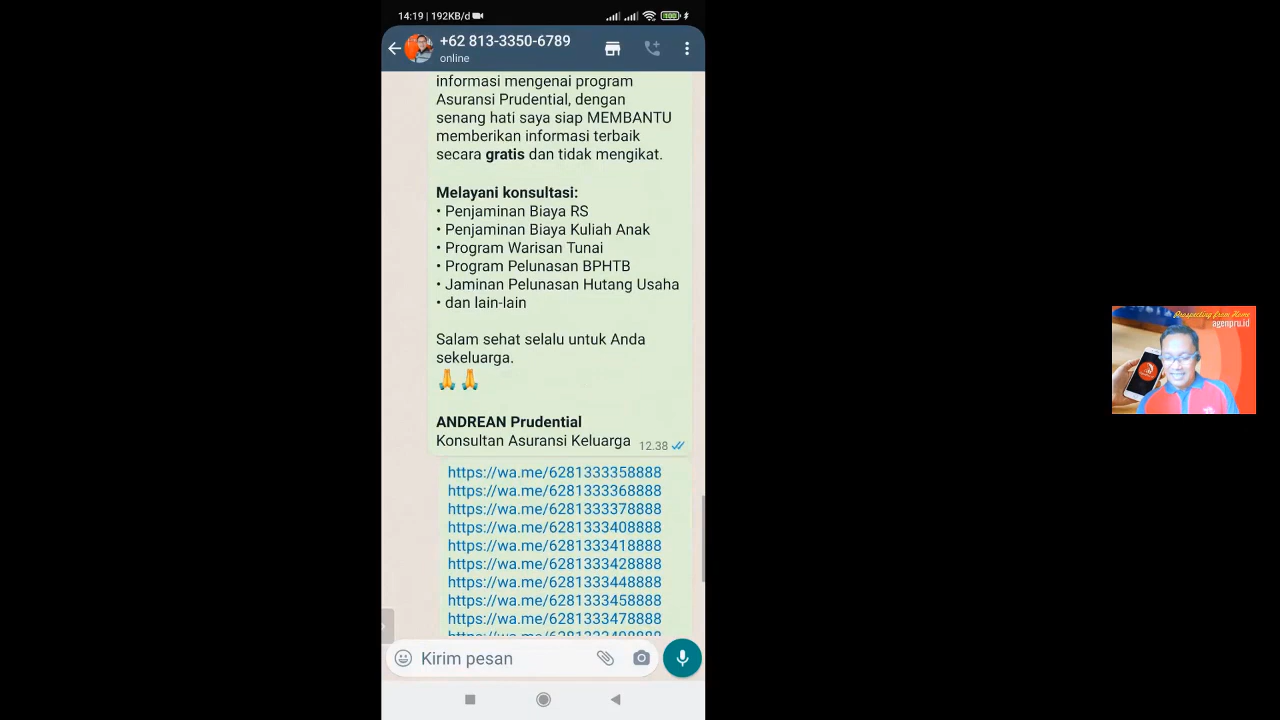 14:19 | 192KB/d
100
+62 813-3350-6789
online
informasi mengenai program
Asuransi Prudential, dengan
senang hati saya siap MEMBANTU
memberikan informasi terbaik
secara gratis dan tidak mengikat.
Melayani konsultasi:
• Penjaminan Biaya RS
• Penjaminan Biaya Kuliah Anak
• Program Warisan Tunai
• Program Pelunasan BPHTB
• Jaminan Pelunasan Hutang Usaha
• dan lain-lain
Salam sehat selalu untuk Anda
sekeluarga.
🙏 🙏
ANDREAN Prudential
Konsultan Asuransi Keluarga 12.38
https://wa.me/6281333358888
https://wa.me/6281333368888
https://wa.me/6281333378888
https://wa.me/6281333408888
https://wa.me/6281333418888
https://wa.me/6281333428888
https://wa.me/6281333448888
https://wa.me/6281333458888
https://wa.me/6281333478888
Kirim pesan
Prospecting from Home
agenpru.id